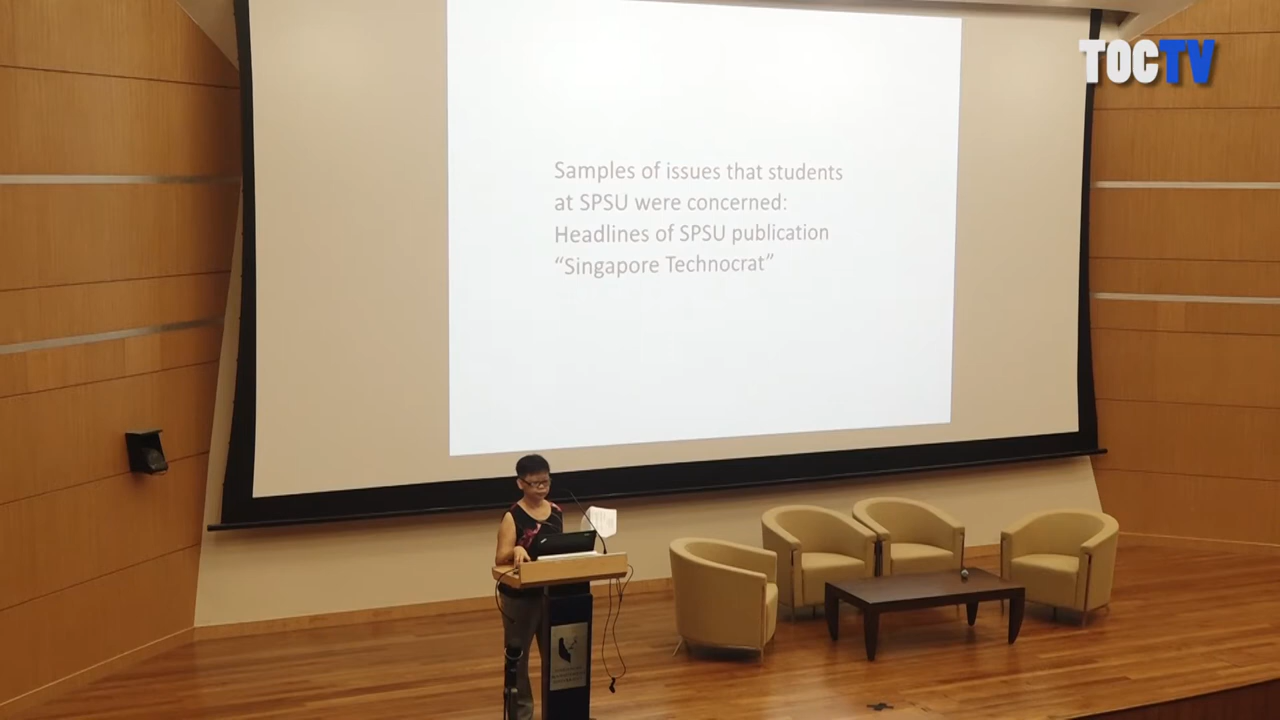 TOCTV
Samples of issues that students
at SPSU were concerned:
Headlines of SPSU publication
“Singapore Technocrat”